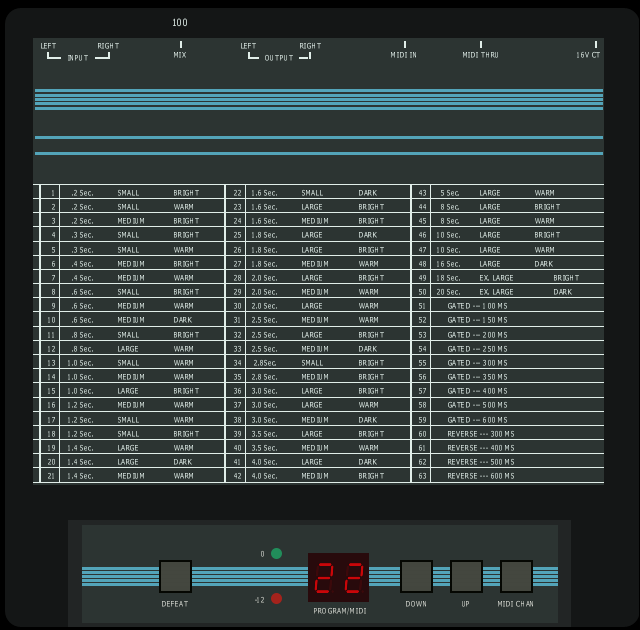 100
LEFT RIGHT LEFT RIGHT
INPUT MIX OUTPUT MIDI IN MIDI THRU 16V CT
1 .2 Sec. SMALL BRIGHT 22 1.6 Sec. SMALL DARK 43 5 Sec. LARGE WARM
2 .2 Sec. SMALL WARM 23 1.6 Sec. LARGE BRIGHT 44 8 Sec. LARGE BRIGHT
3 .2 Sec. MEDIUM BRIGHT 24 1.6 Sec. MEDIUM BRIGHT 45 8 Sec. LARGE WARM
4 .3 Sec. SMALL BRIGHT 25 1.8 Sec. LARGE DARK 46 10 Sec. LARGE BRIGHT
5 .3 Sec. SMALL WARM 26 1.8 Sec. LARGE BRIGHT 47 10 Sec. LARGE WARM
6 .4 Sec. MEDIUM BRIGHT 27 1.8 Sec. MEDIUM WARM 48 16 Sec. LARGE DARK
7 .4 Sec. MEDIUM WARM 28 2.0 Sec. LARGE BRIGHT 49 18 Sec. EX. LARGE BRIGHT
8 .6 Sec. SMALL BRIGHT 29 2.0 Sec. MEDIUM WARM 50 20 Sec. EX. LARGE DARK
9 .6 Sec. MEDIUM WARM 30 2.0 Sec. LARGE WARM 51 GATED --- 100 MS
10 .6 Sec. MEDIUM DARK 31 2.5 Sec. MEDIUM WARM 52 GATED --- 150 MS
11 .8 Sec. SMALL BRIGHT 32 2.5 Sec. LARGE BRIGHT 53 GATED --- 200 MS
12 .8 Sec. LARGE WARM 33 2.5 Sec. MEDIUM DARK 54 GATED --- 250 MS
13 1.0 Sec. SMALL WARM 34 2.8Sec. SMALL BRIGHT 55 GATED --- 300 MS
14 1.0 Sec. MEDIUM WARM 35 2.8 Sec. MEDIUM BRIGHT 56 GATED --- 350 MS
15 1.0 Sec. LARGE BRIGHT 36 3.0 Sec. LARGE BRIGHT 57 GATED --- 400 MS
16 1.2 Sec. MEDIUM WARM 37 3.0 Sec. LARGE WARM 58 GATED --- 500 MS
17 1.2 Sec. SMALL WARM 38 3.0 Sec. MEDIUM DARK 59 GATED --- 600 MS
18 1.2 Sec. SMALL BRIGHT 39 3.5 Sec. LARGE BRIGHT 60 REVERSE --- 300 MS
19 1.4 Sec. LARGE WARM 40 3.5 Sec. MEDIUM WARM 61 REVERSE --- 400 MS
20 1.4 Sec. LARGE DARK 41 4.0 Sec. LARGE DARK 62 REVERSE --- 500 MS
21 1.4 Sec. MEDIUM WARM 42 4.0 Sec. MEDIUM BRIGHT 63 REVERSE --- 600 MS
0
22
-12
DEFEAT PROGRAM/MIDI DOWN UP MIDI CHAN